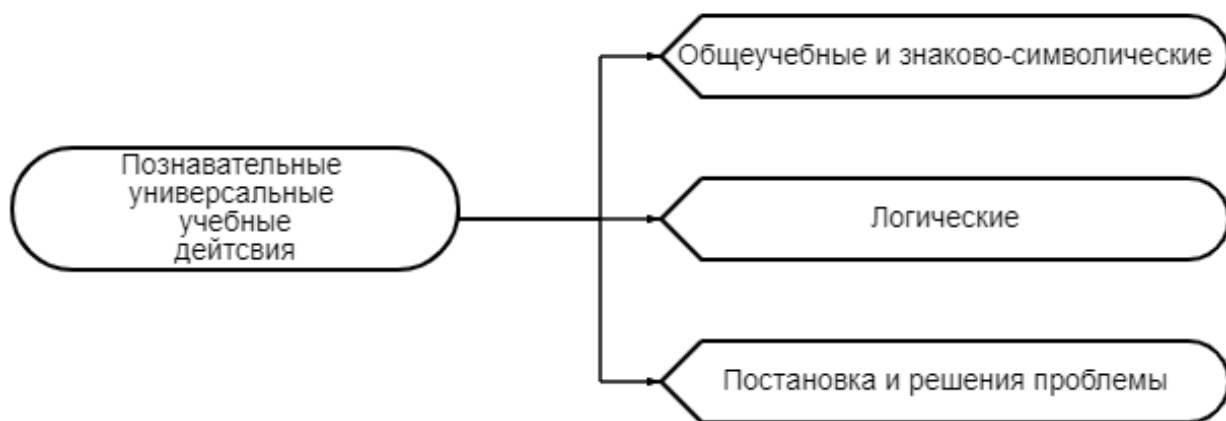 Общеучебные и знаково-символические
Познавательные
универсальные
учебные
дейтсвия
Логические
Постановка и решения проблемы